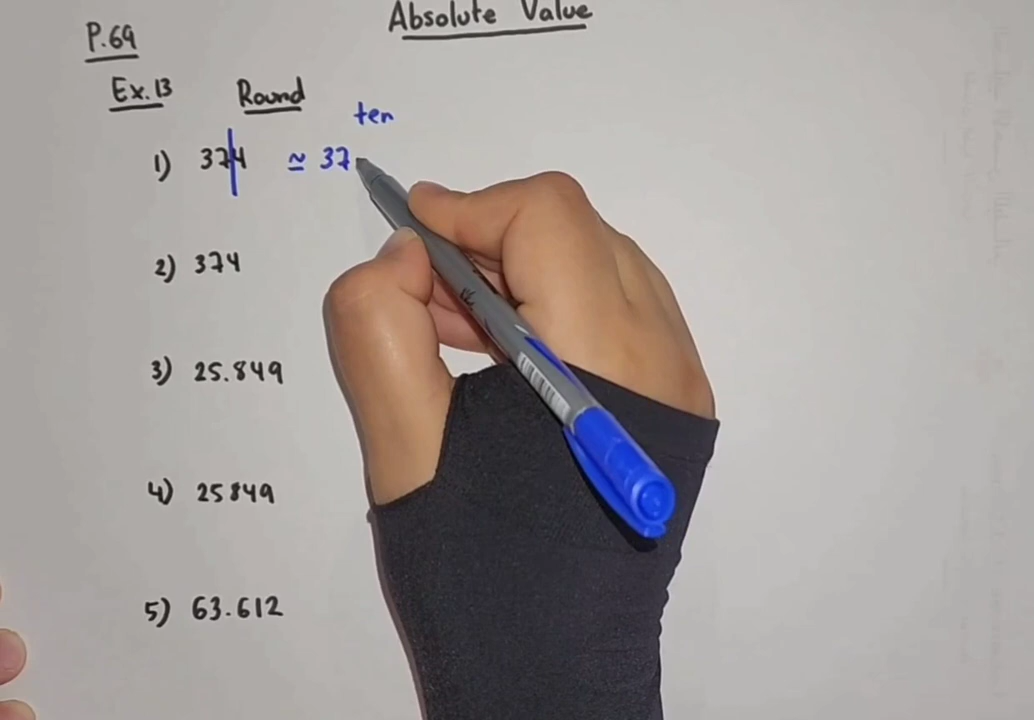 Absolute Value
P.69
Ex.13 Round
ten
1) 374 ≃ 37
2) 374
3) 25.849
4) 25849
5) 63.612